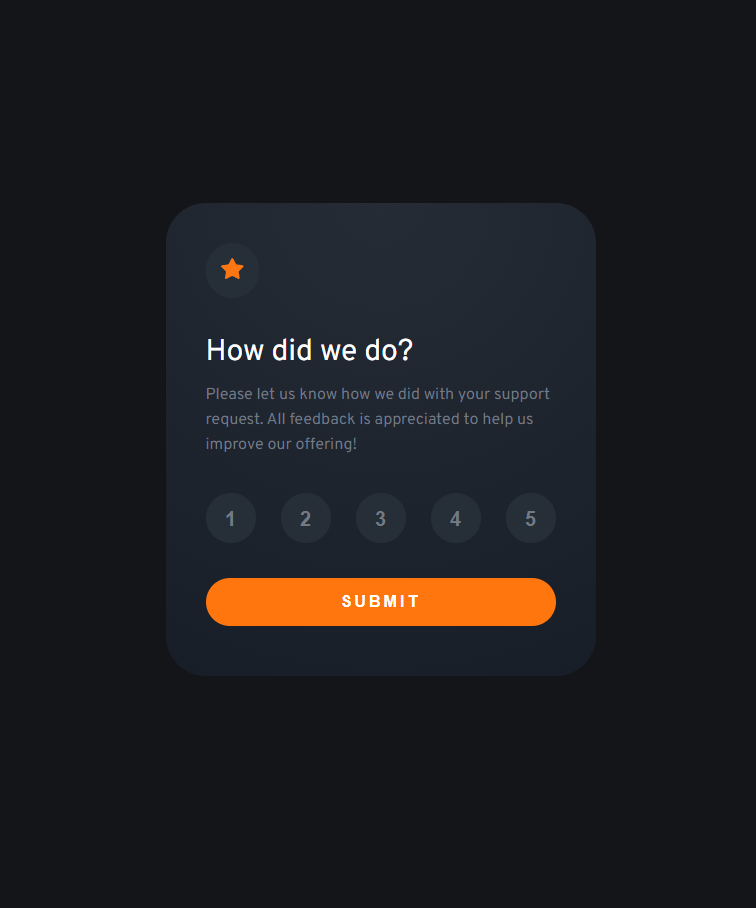 How did we do?
Please let us know how we did with your support
request. All feedback is appreciated to help us
improve our offering!
1 2 3 4 5
SUBMIT